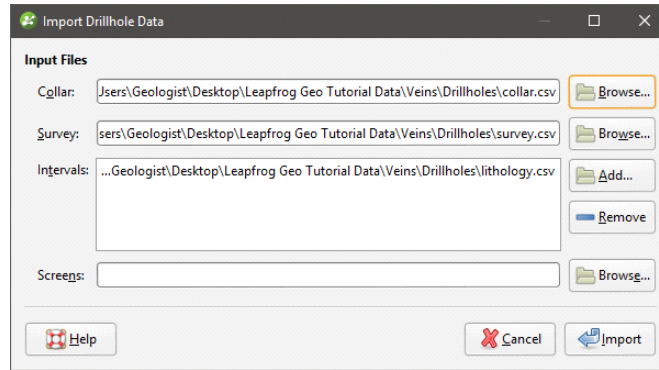 Import Drillhole Data
Input Files
Collar: Jsers\Geologist\Desktop\Leapfrog Geo Tutorial Data\Veins\Drillholes\collar.csv Browse...
Survey: sers\Geologist\Desktop\Leapfrog Geo Tutorial Data\Veins\Drillholes\survey.csv Browse...
Intervals: ...Geologist\Desktop\Leapfrog Geo Tutorial Data\Veins\Drillholes\lithology.csv Add...
Remove
Screens: Browse...
Help Cancel Import